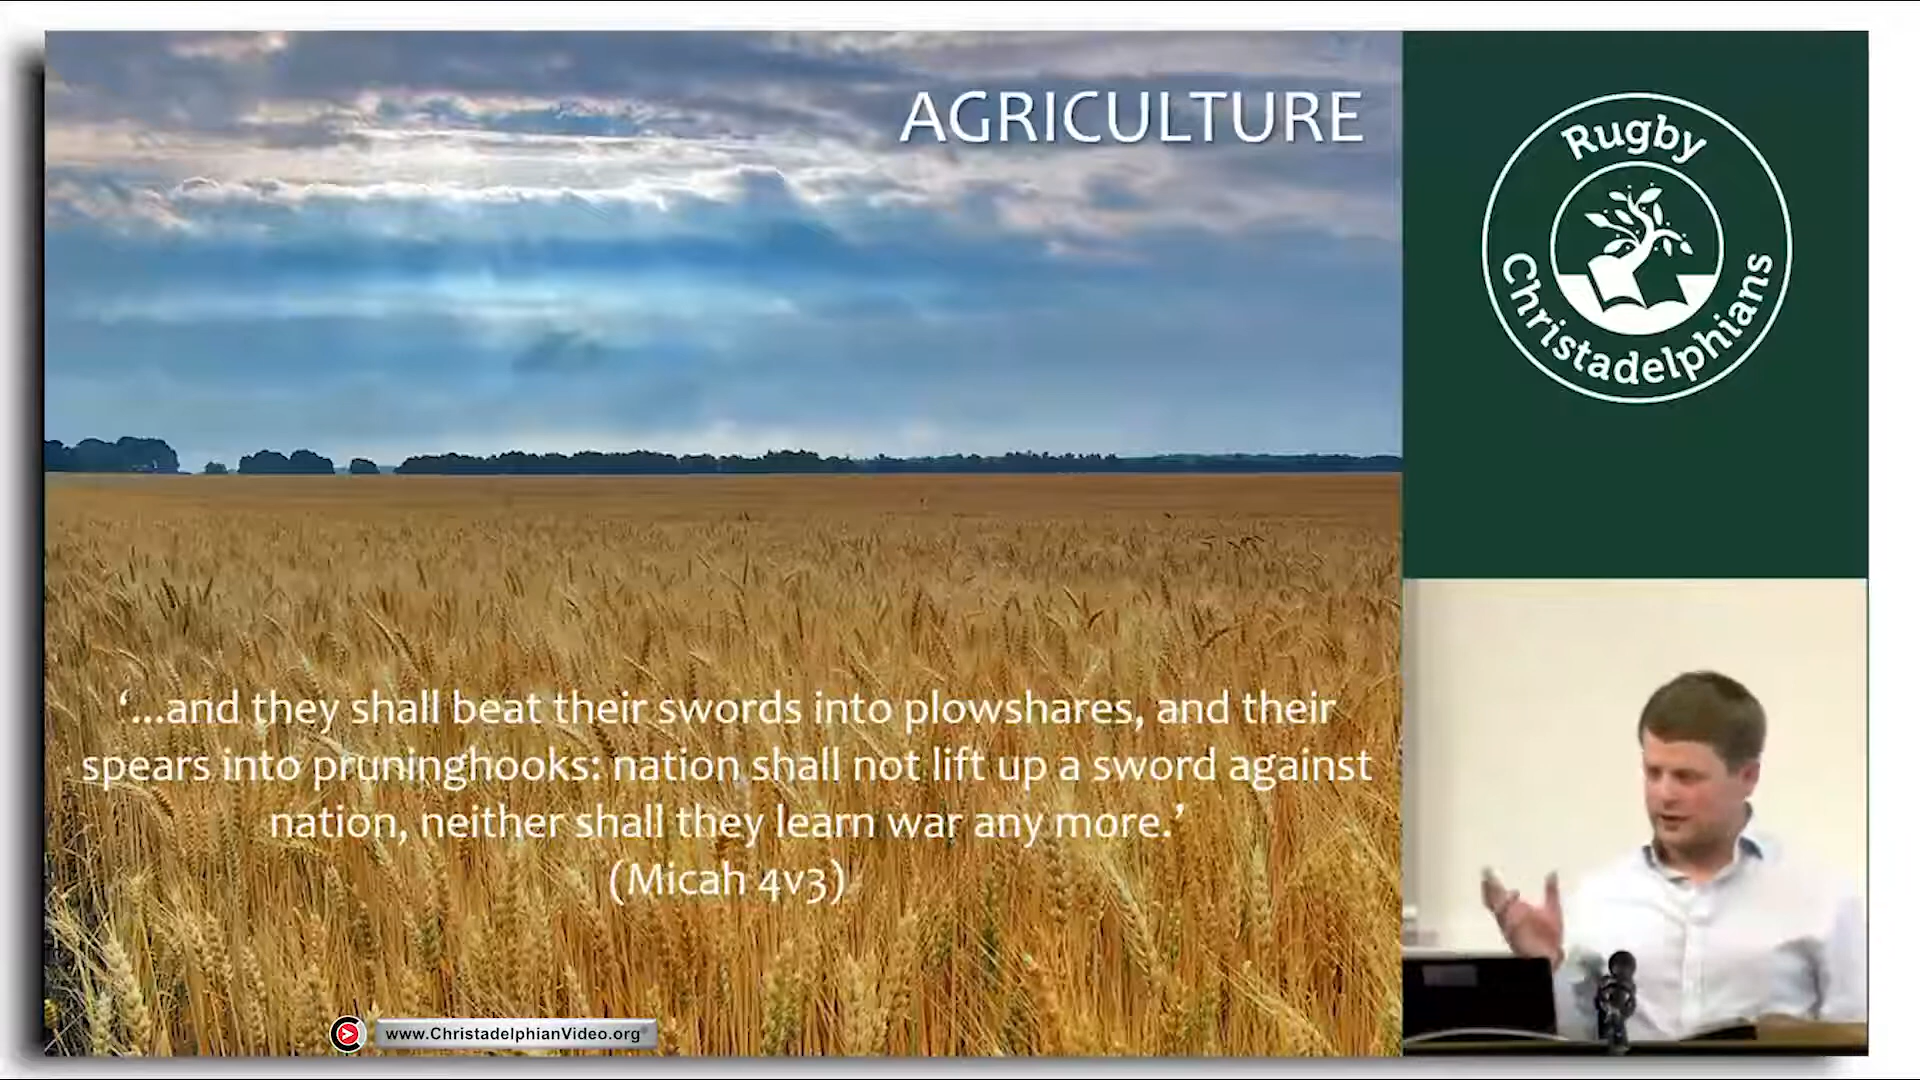 AGRICULTURE
Rugby
Christadelphians
‘...and they shall beat their swords into plowshares, and their
spears into pruninghooks: nation shall not lift up a sword against
nation, neither shall they learn war any more.’
(Micah 4v3)
www.ChristadelphianVideo.org